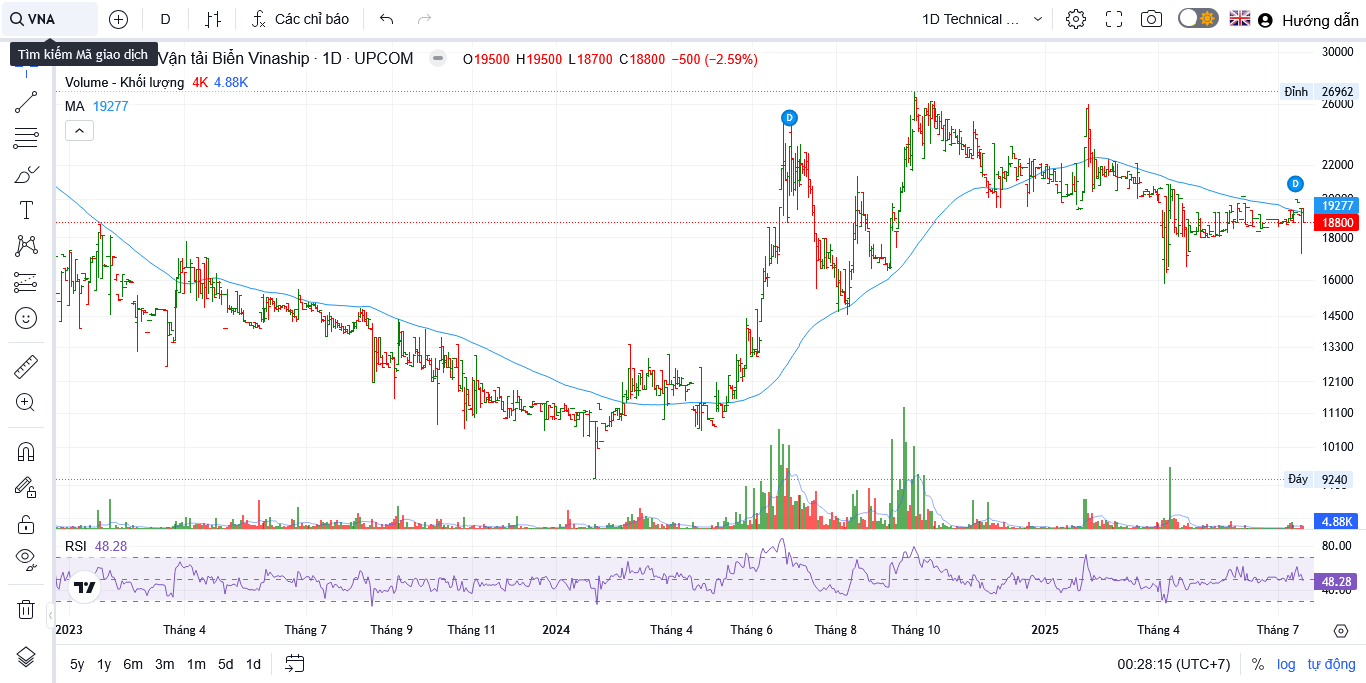 VNA
D
Các chỉ báo
1D Technical ...
Hướng dẫn
Tìm kiếm Mã giao dịch
Vận tải Biển Vinaship · 1D · UPCOM
O19500 H19500 L18700 C18800 −500 (−2.59%)
Volume - Khối lượng 4K 4.88K
MA 19277
D
D
30000
Đỉnh 26962
26000
22000
19277
18800
18000
16000
14500
13300
12100
11100
10100
Đáy 9240
4.88K
RSI 48.28
80.00
48.28
40.00
2023 Tháng 4 Tháng 7 Tháng 9 Tháng 11 2024 Tháng 4 Tháng 6 Tháng 8 Tháng 10 2025 Tháng 4 Tháng 7
5y 1y 6m 3m 1m 5d 1d
00:28:15 (UTC+7) % log tự động